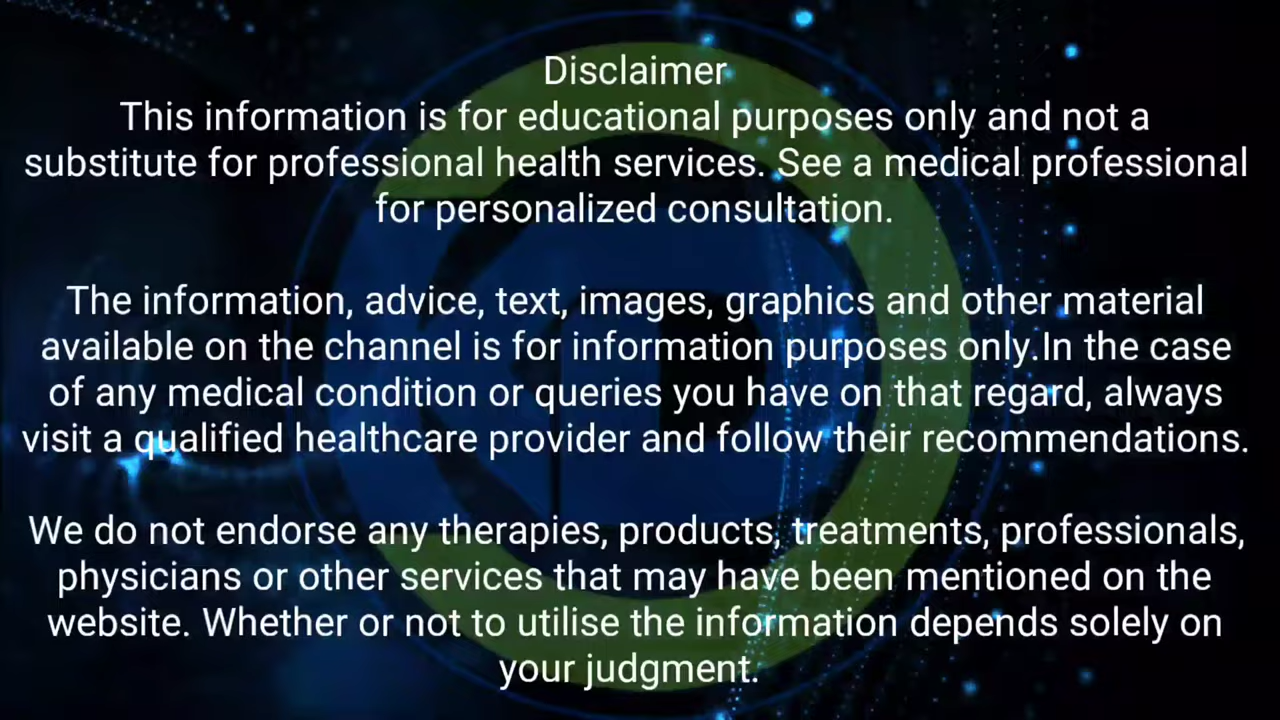 Disclaimer
This information is for educational purposes only and not a
substitute for professional health services. See a medical professional
for personalized consultation.
The information, advice, text, images, graphics and other material
available on the channel is for information purposes only.In the case
of any medical condition or queries you have on that regard, always
visit a qualified healthcare provider and follow their recommendations.
We do not endorse any therapies, products, treatments, professionals,
physicians or other services that may have been mentioned on the
website. Whether or not to utilise the information depends solely on
your judgment.